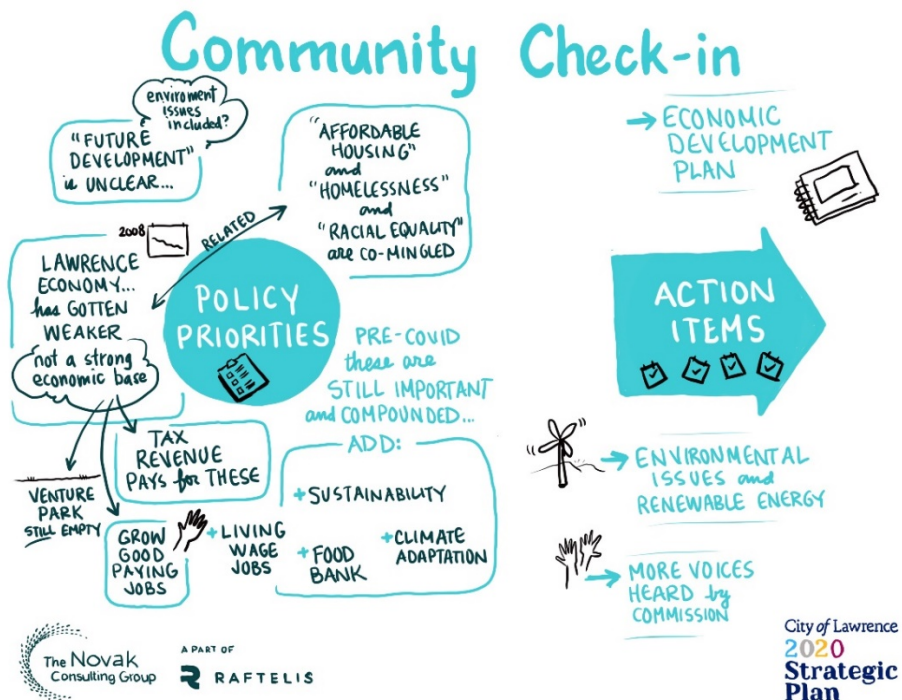 Community Check-in
enviroment
issues
included?
"FUTURE
DEVELOPMENT"
is UNCLEAR...
"AFFORDABLE
HOUSING"
and
"HOMELESSNESS"
and
"RACIAL EQUALITY"
are CO-MINGLED
2008
RELATED
LAWRENCE
ECONOMY...
has GOTTEN
WEAKER
not a strong
economic base
POLICY
PRIORITIES
PRE-COVID
these are
STILL IMPORTANT
and COMPOUNDED...
ADD:
+ SUSTAINABILITY
+ FOOD
BANK
+ CLIMATE
ADAPTATION
TAX
REVENUE
PAYS for THESE
VENTURE
PARK
STILL EMPTY
GROW
GOOD
PAYING
JOBS
+ LIVING
WAGE
JOBS
→ ECONOMIC
DEVELOPMENT
PLAN
ACTION
ITEMS
→ ENVIRONMENTAL
ISSUES and
RENEWABLE ENERGY
→ MORE VOICES
HEARD by
COMMISSION
The Novak
Consulting Group
A PART OF
RAFTELIS
City of Lawrence
2020
Strategic
Plan